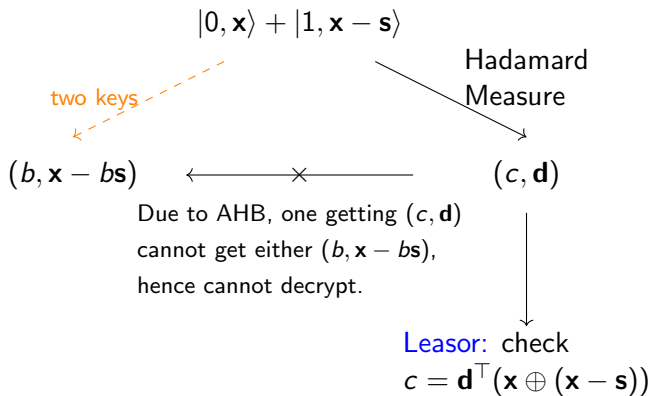 |0, x⟩ + |1, x − s⟩
Hadamard
Measure
two keys
(b, x − bs)
(c, d)
Due to AHB, one getting (c, d)
cannot get either (b, x − bs),
hence cannot decrypt.
Leasor: check
c = d⊤(x ⊕ (x − s))